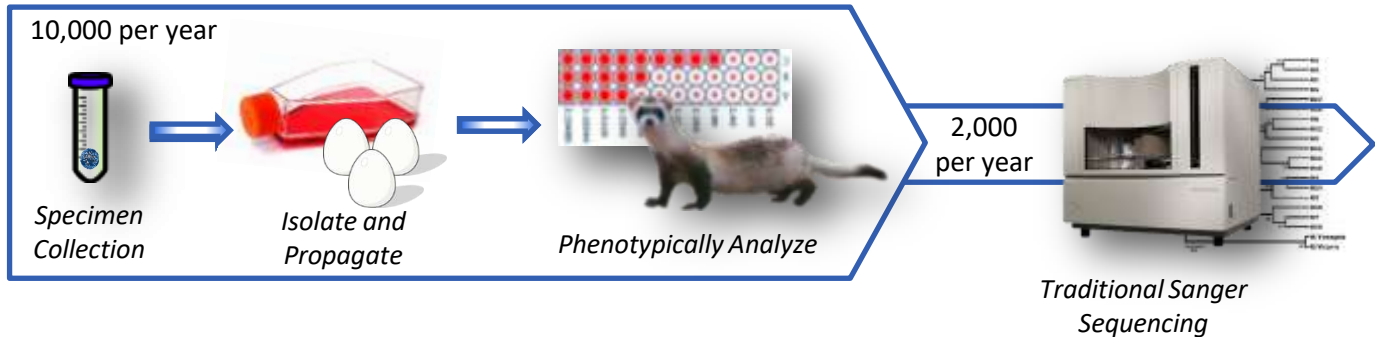 10,000 per year
Specimen
Collection
Isolate and
Propagate
Phenotypically Analyze
2,000
per year
Traditional Sanger
Sequencing